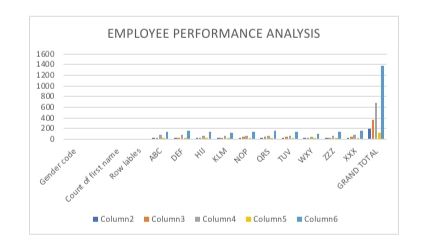 EMPLOYEE PERFORMANCE ANALYSIS
1600
1400
1200
1000
800
600
400
200
0
Gender code
Count of first name
Row lables
ABC
DEF
HIJ
KLM
NOP
QRS
TUV
WXY
ZZZ
XXX
GRAND TOTAL
Column2 Column3 Column4 Column5 Column6